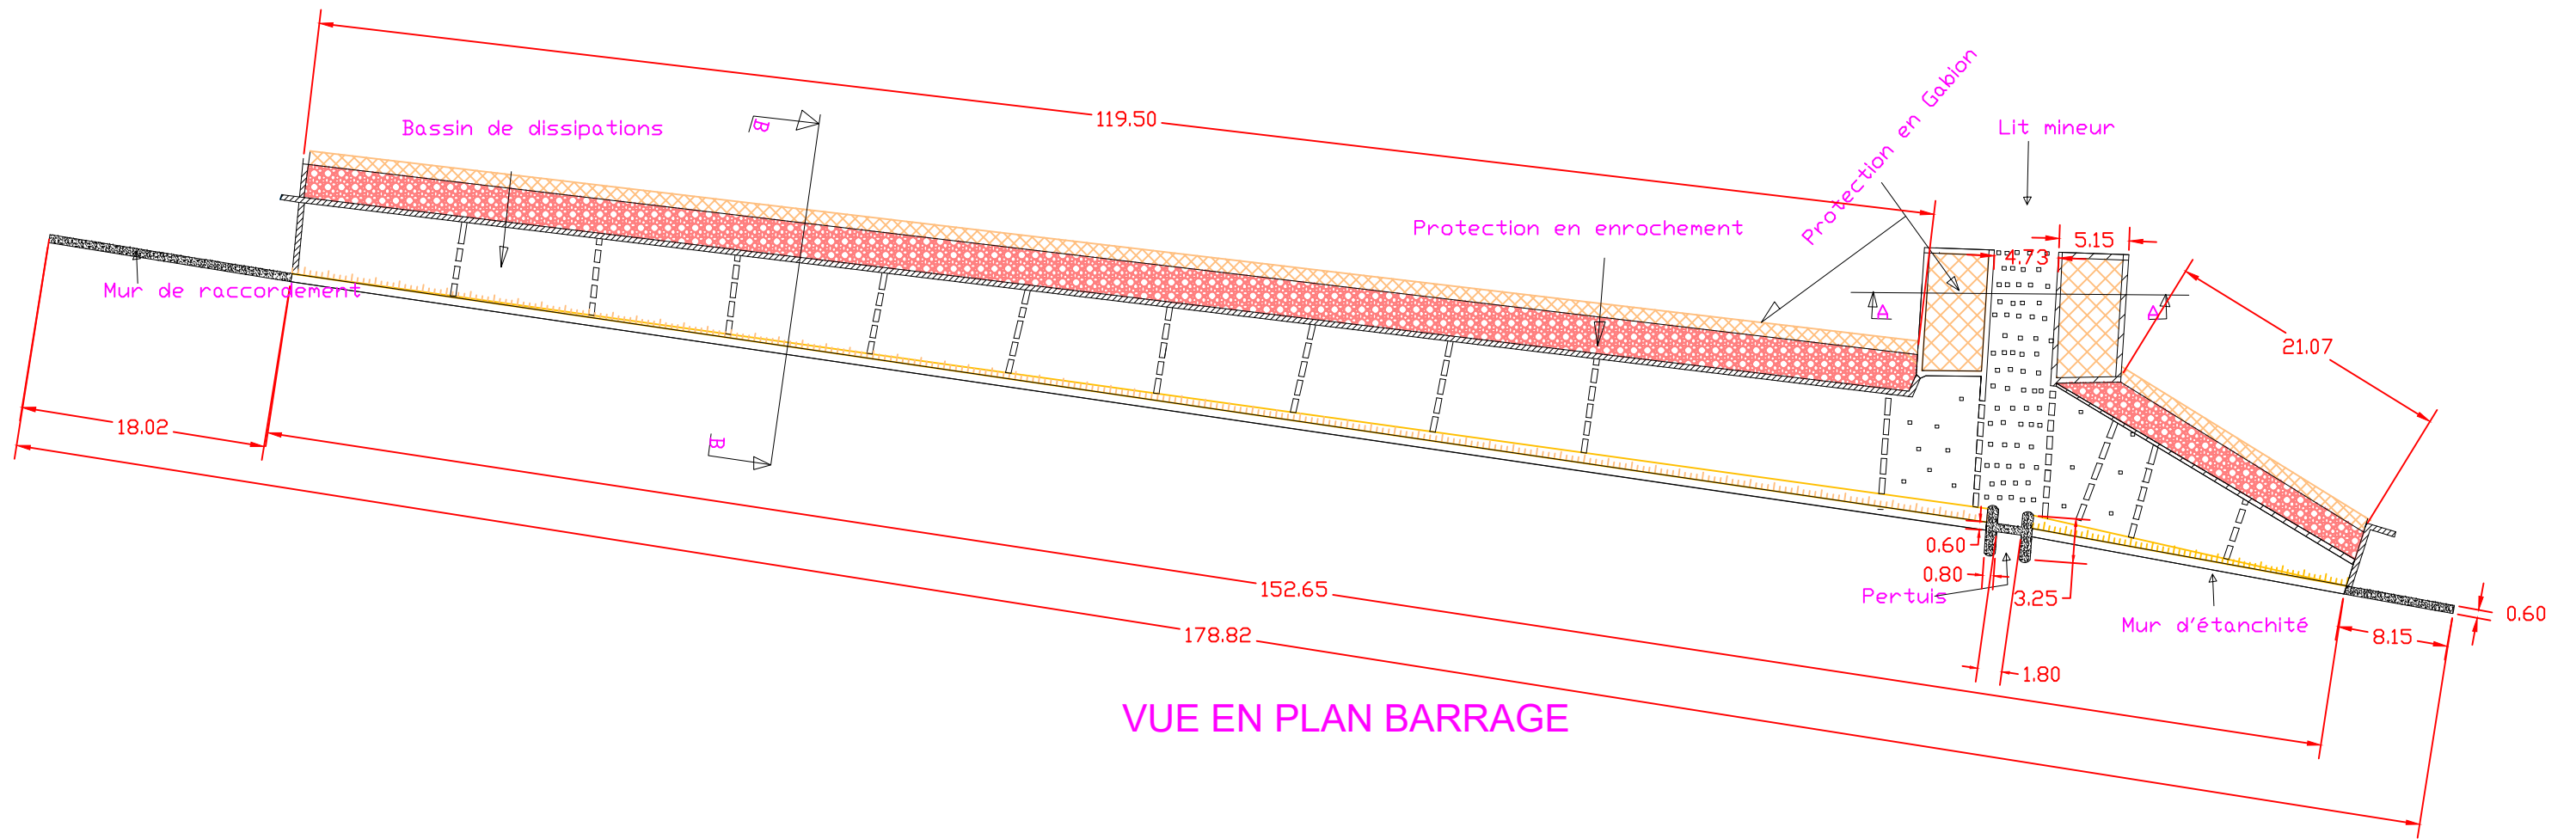 119.50
Protection en Gabion
Bassin de dissipations
B
Lit mineur
Protection en enrochement
4.73
5.15
Mur de raccordement
A
A
21.07
18.02
B
0.60
0.80
Pertuis
3.25
152.65
178.82
1.80
Mur d'étanchité
8.15
0.60
VUE EN PLAN BARRAGE